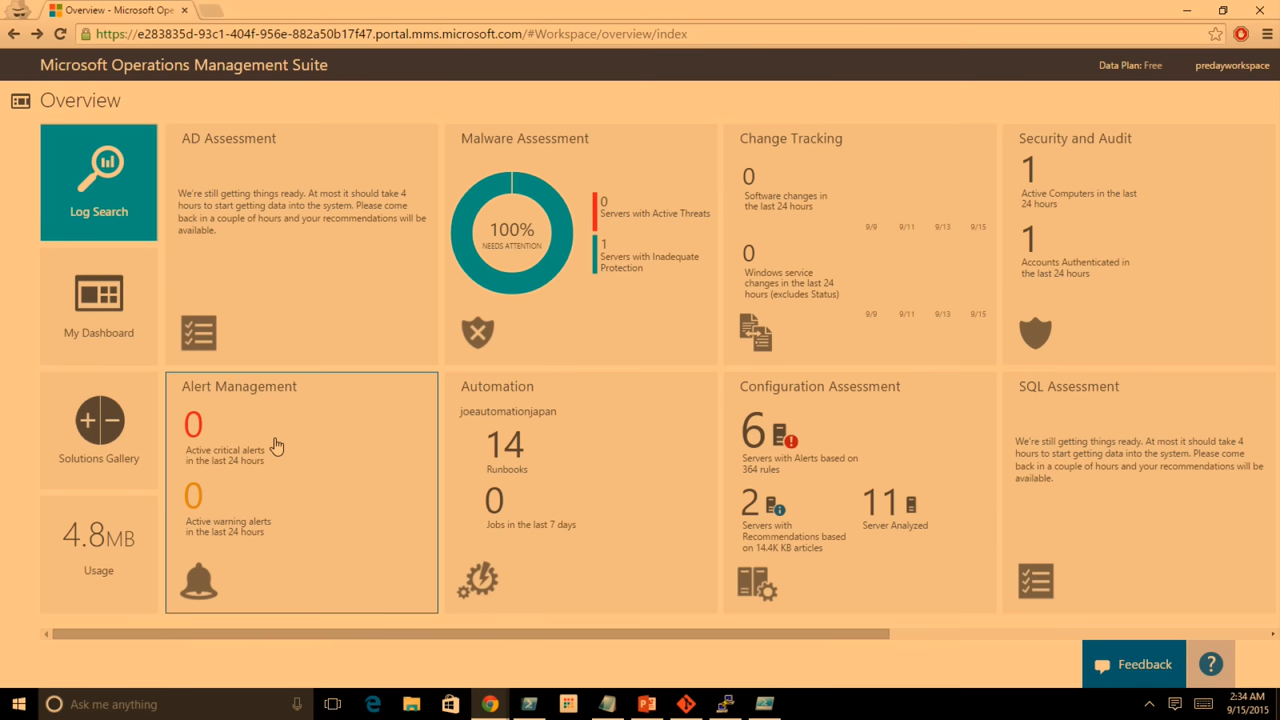 Overview - Microsoft Ope
https://e283835d-93c1-404f-956e-882a50b17f47.portal.mms.microsoft.com/#Workspace/overview/index
Microsoft Operations Management Suite
Data Plan: Free
predayworkspace
Overview
Log Search
My Dashboard
Solutions Gallery
4.8MB
Usage
AD Assessment
We're still getting things ready. At most it should take 4
hours to start getting data into the system. Please come
back in a couple of hours and your recommendations will be
available.
Malware Assessment
100%
NEEDS ATTENTION
0
Servers with Active Threats
1
Servers with Inadequate
Protection
Change Tracking
0
Software changes in
the last 24 hours
9/9 9/11 9/13 9/15
0
Windows service
changes in the last 24
hours (excludes Status)
9/9 9/11 9/13 9/15
Security and Audit
1
Active Computers in the last
24 hours
1
Accounts Authenticated in
the last 24 hours
Alert Management
0
Active critical alerts
in the last 24 hours
0
Active warning alerts
in the last 24 hours
Automation
joeautomationjapan
14
Runbooks
0
Jobs in the last 7 days
Configuration Assessment
6
Servers with Alerts based on
364 rules
2
Servers with
Recommendations based
on 14.4K KB articles
11
Server Analyzed
SQL Assessment
We're still getting things ready. At most it should take 4
hours to start getting data into the system. Please come
back in a couple of hours and your recommendations will be
available.
Feedback
?
Ask me anything
2:34 AM
9/15/2015